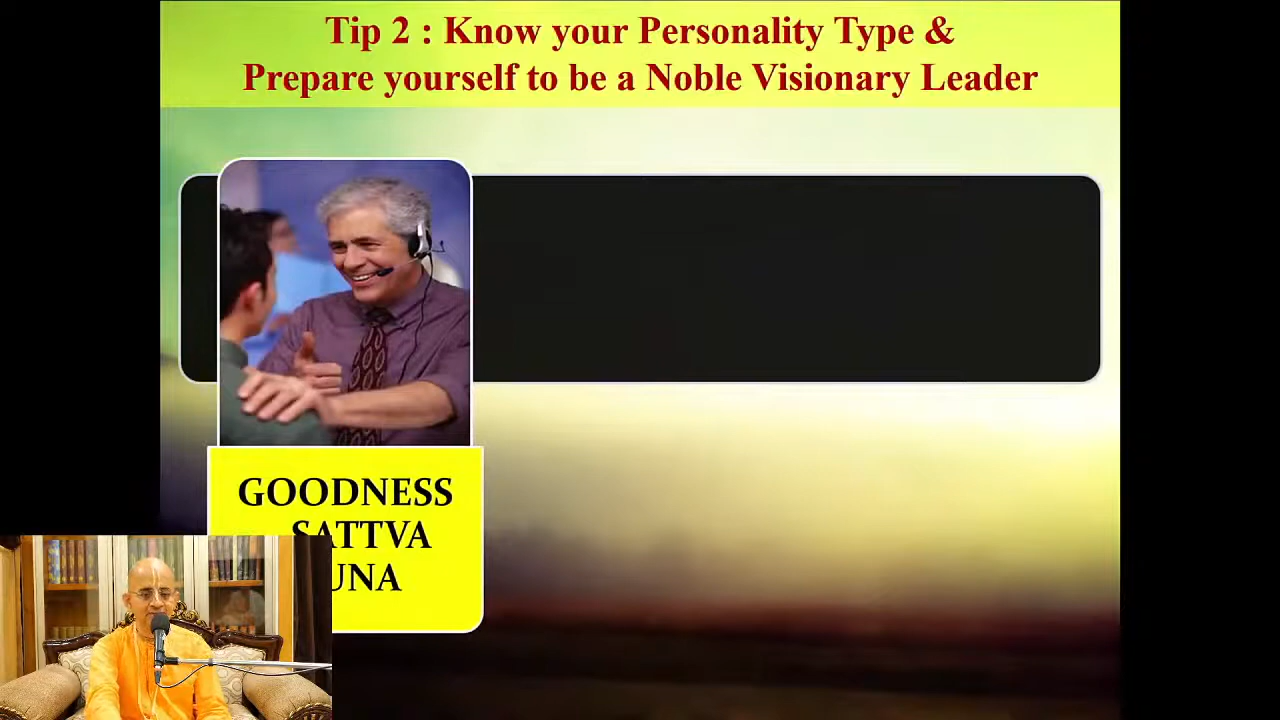 Tip 2 : Know your Personality Type &
Prepare yourself to be a Noble Visionary Leader
GOODNESS
SATTVA
UNA